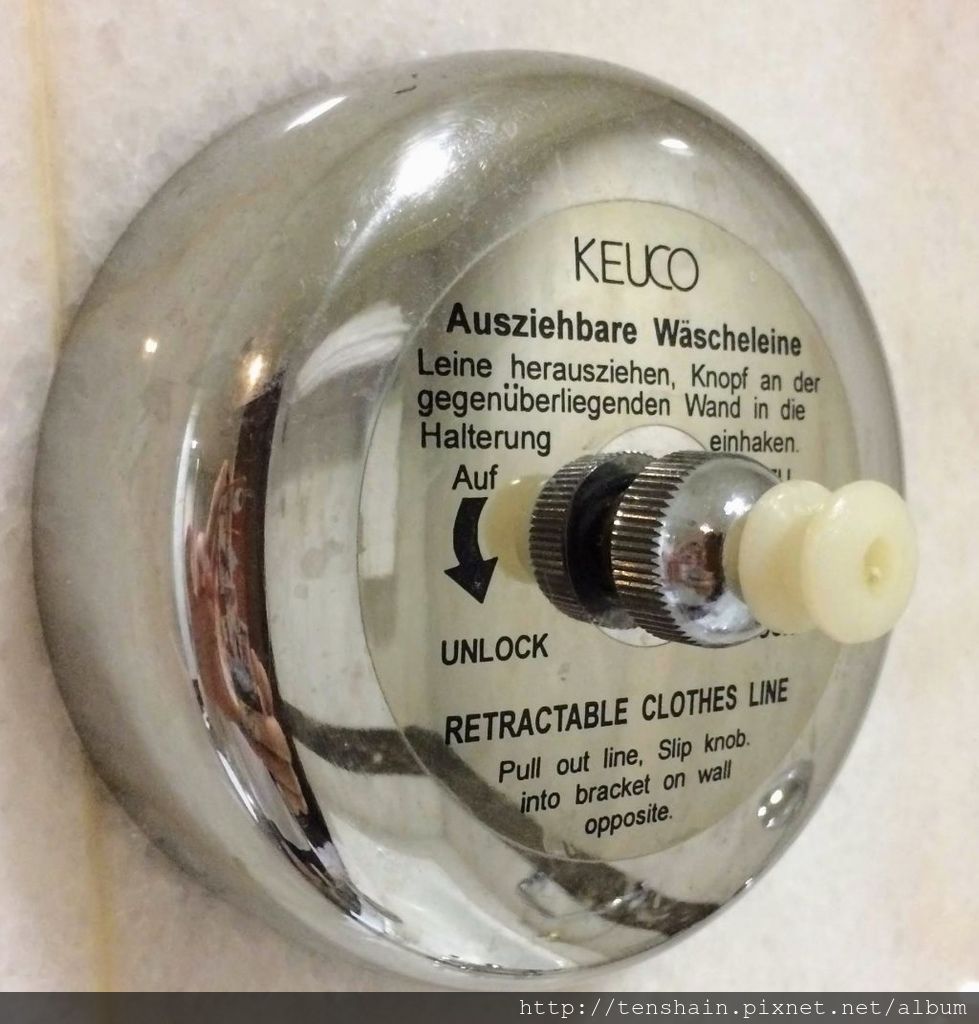 KEUCO
Ausziehbare Wäscheleine
Leine herausziehen, Knopf an der
gegenüberliegenden Wand in die
Halterung einhaken.
Auf
UNLOCK
RETRACTABLE CLOTHES LINE
Pull out line, Slip knob.
into bracket on wall
opposite.
http://tenshain.pixnet.net/album